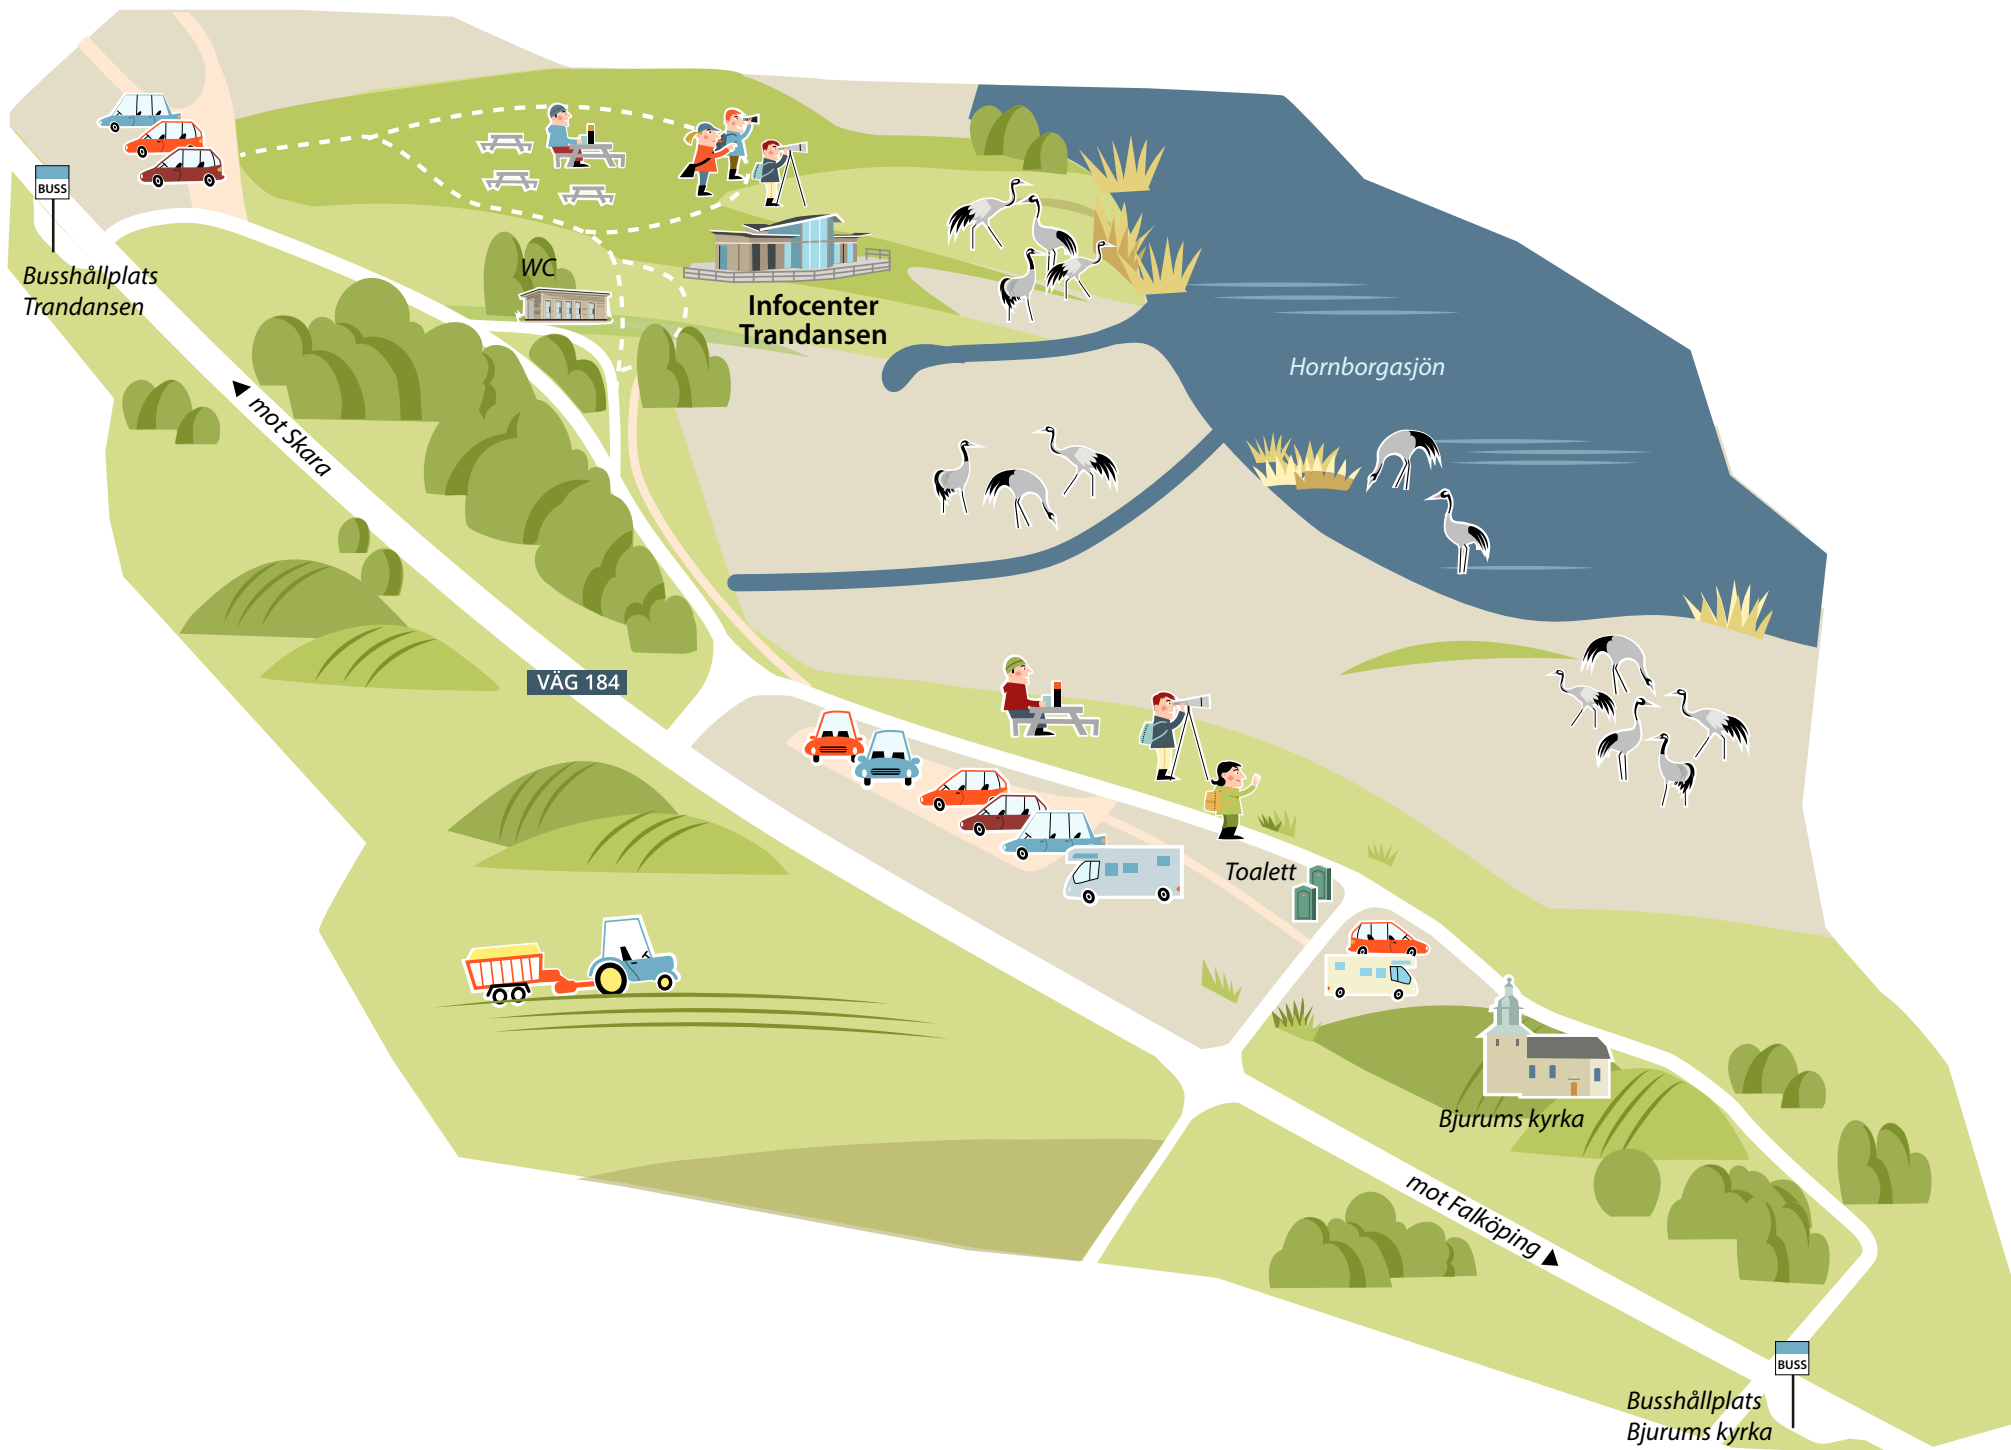 BUSS
Busshållplats
Trandansen
WC
Infocenter
Trandansen
Hornborgasjön
mot Skara
VÄG 184
Toalett
Bjurums kyrka
mot Falköping
BUSS
Busshållplats
Bjurums kyrka